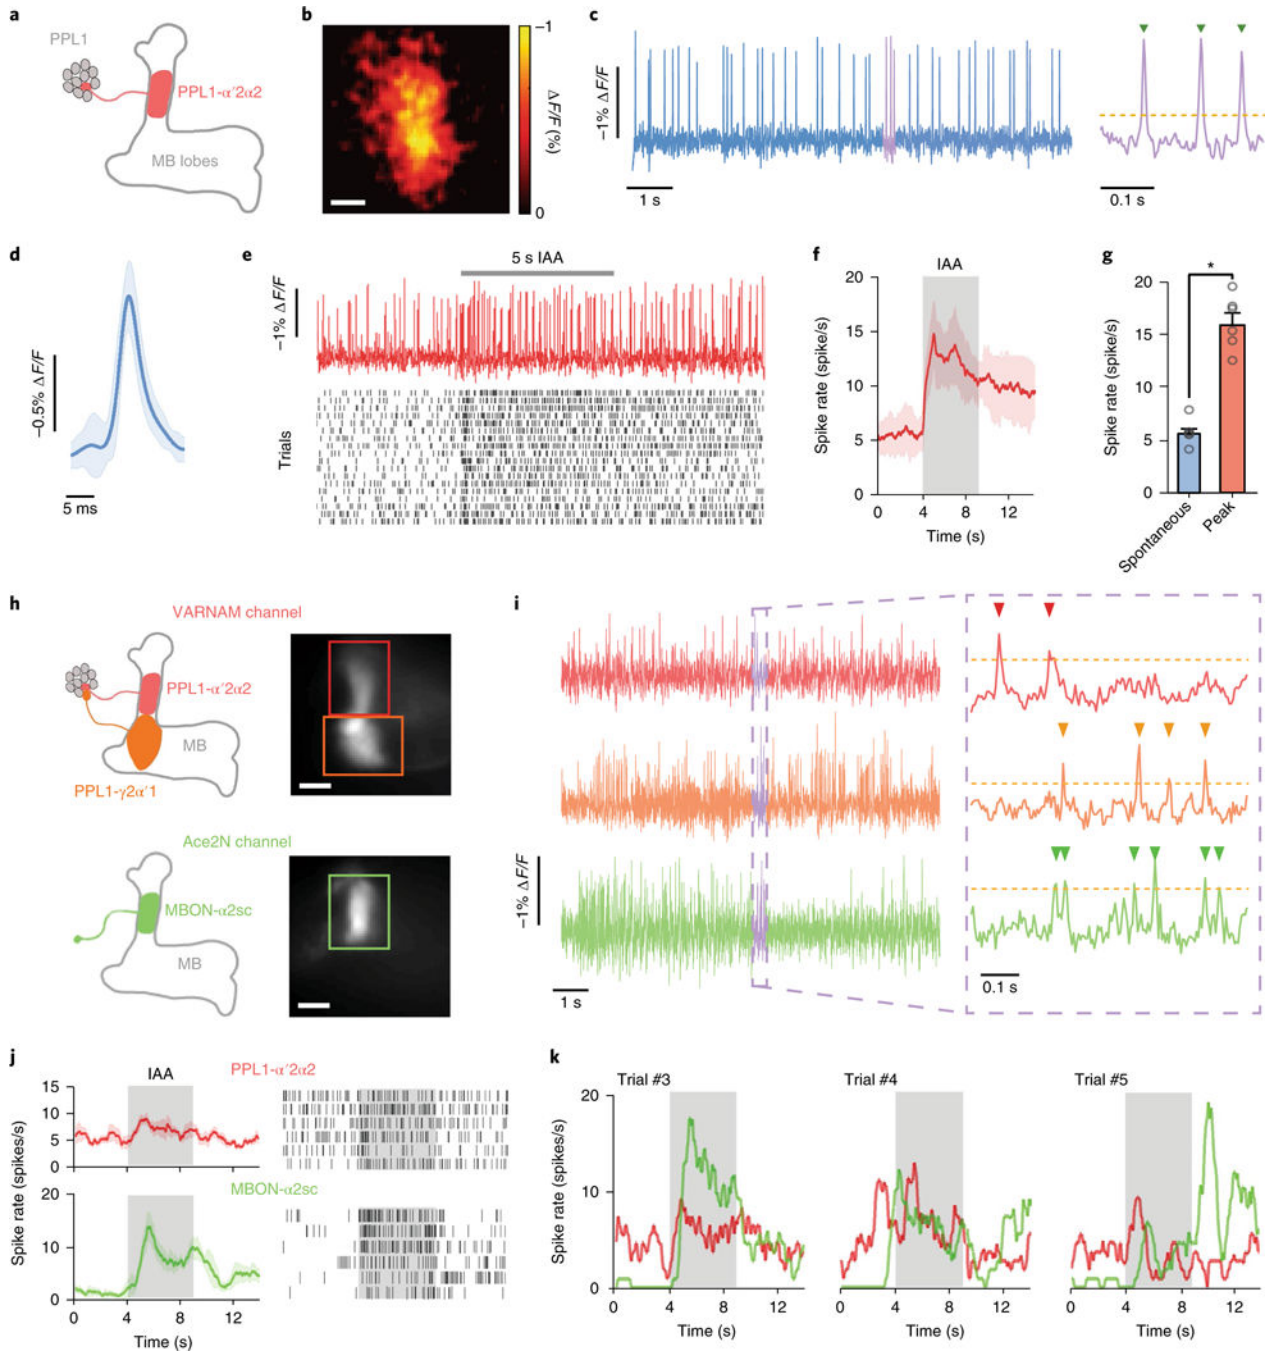 a
PPL1
PPL1-α′2α2
MB lobes
b
−1
ΔF/F (%)
0
c
−1% ΔF/F
1 s
0.1 s
d
−0.5% ΔF/F
5 ms
e
5 s IAA
−1% ΔF/F
Trials
f
IAA
20
15
10
5
0
Spike rate (spike/s)
0 4 8 12
Time (s)
g
*
20
15
10
5
0
Spike rate (spike/s)
Spontaneous
Peak
h
VARNAM channel
PPL1-α′2α2
MB
PPL1-γ2α′1
Ace2N channel
MBON-α2sc
MB
i
−1% ΔF/F
1 s
0.1 s
j
IAA
PPL1-α′2α2
15
10
5
0
MBON-α2sc
20
10
0
Spike rate (spikes/s)
0 4 8 12
Time (s)
k
Trial #3
Trial #4
Trial #5
20
10
0
Spike rate (spikes/s)
0 4 8 12
0 4 8 12
0 4 8 12
Time (s)
Time (s)
Time (s)